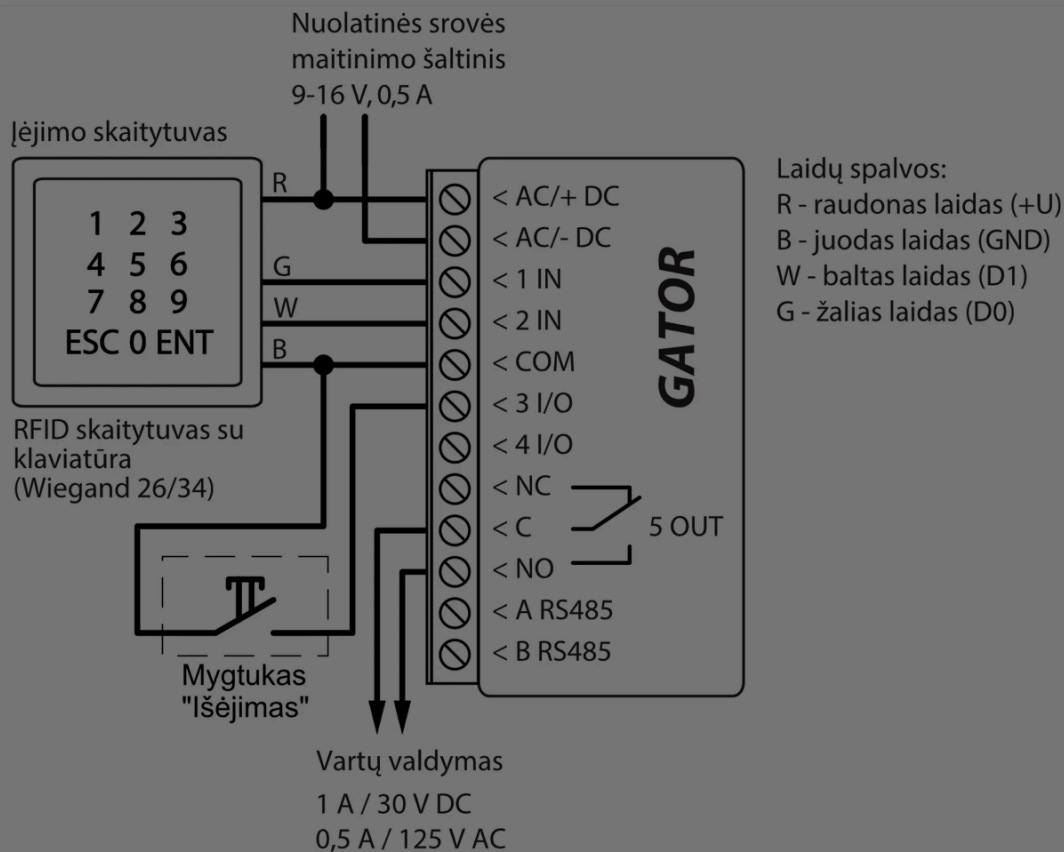 Nuolatinės srovės
maitinimo šaltinis
9-16 V, 0,5 A
Įėjimo skaitytuvas
1 2 3
4 5 6
7 8 9
ESC 0 ENT
R
G
W
B
RFID skaitytuvas su
klaviatūra
(Wiegand 26/34)
Mygtukas
"Išėjimas"
< AC/+ DC
< AC/- DC
< 1 IN
< 2 IN
< COM
< 3 I/O
< 4 I/O
< NC
< C
< NO
< A RS485
< B RS485
5 OUT
GATOR
Laidų spalvos:
R - raudonas laidas (+U)
B - juodas laidas (GND)
W - baltas laidas (D1)
G - žalias laidas (D0)
Vartų valdymas
1 A / 30 V DC
0,5 A / 125 V AC